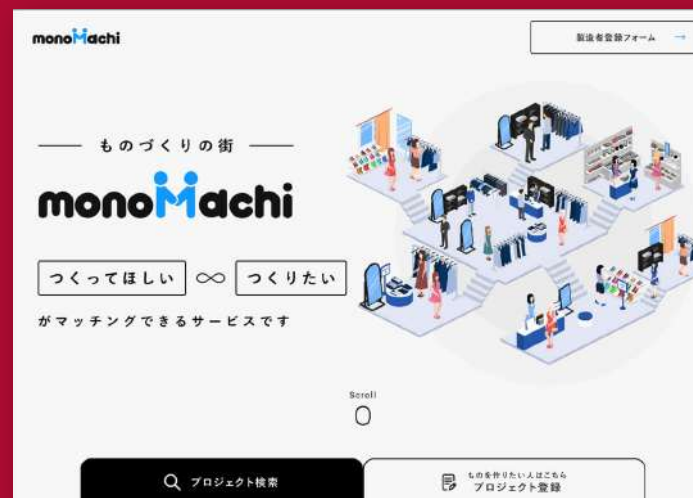 monoMachi
製造者登録フォーム →
ものづくりの街
monoMachi
つくってほしい ∞ つくりたい
がマッチングできるサービスです
Scroll
プロジェクト検索
ものを作りたい人はこちら
プロジェクト登録